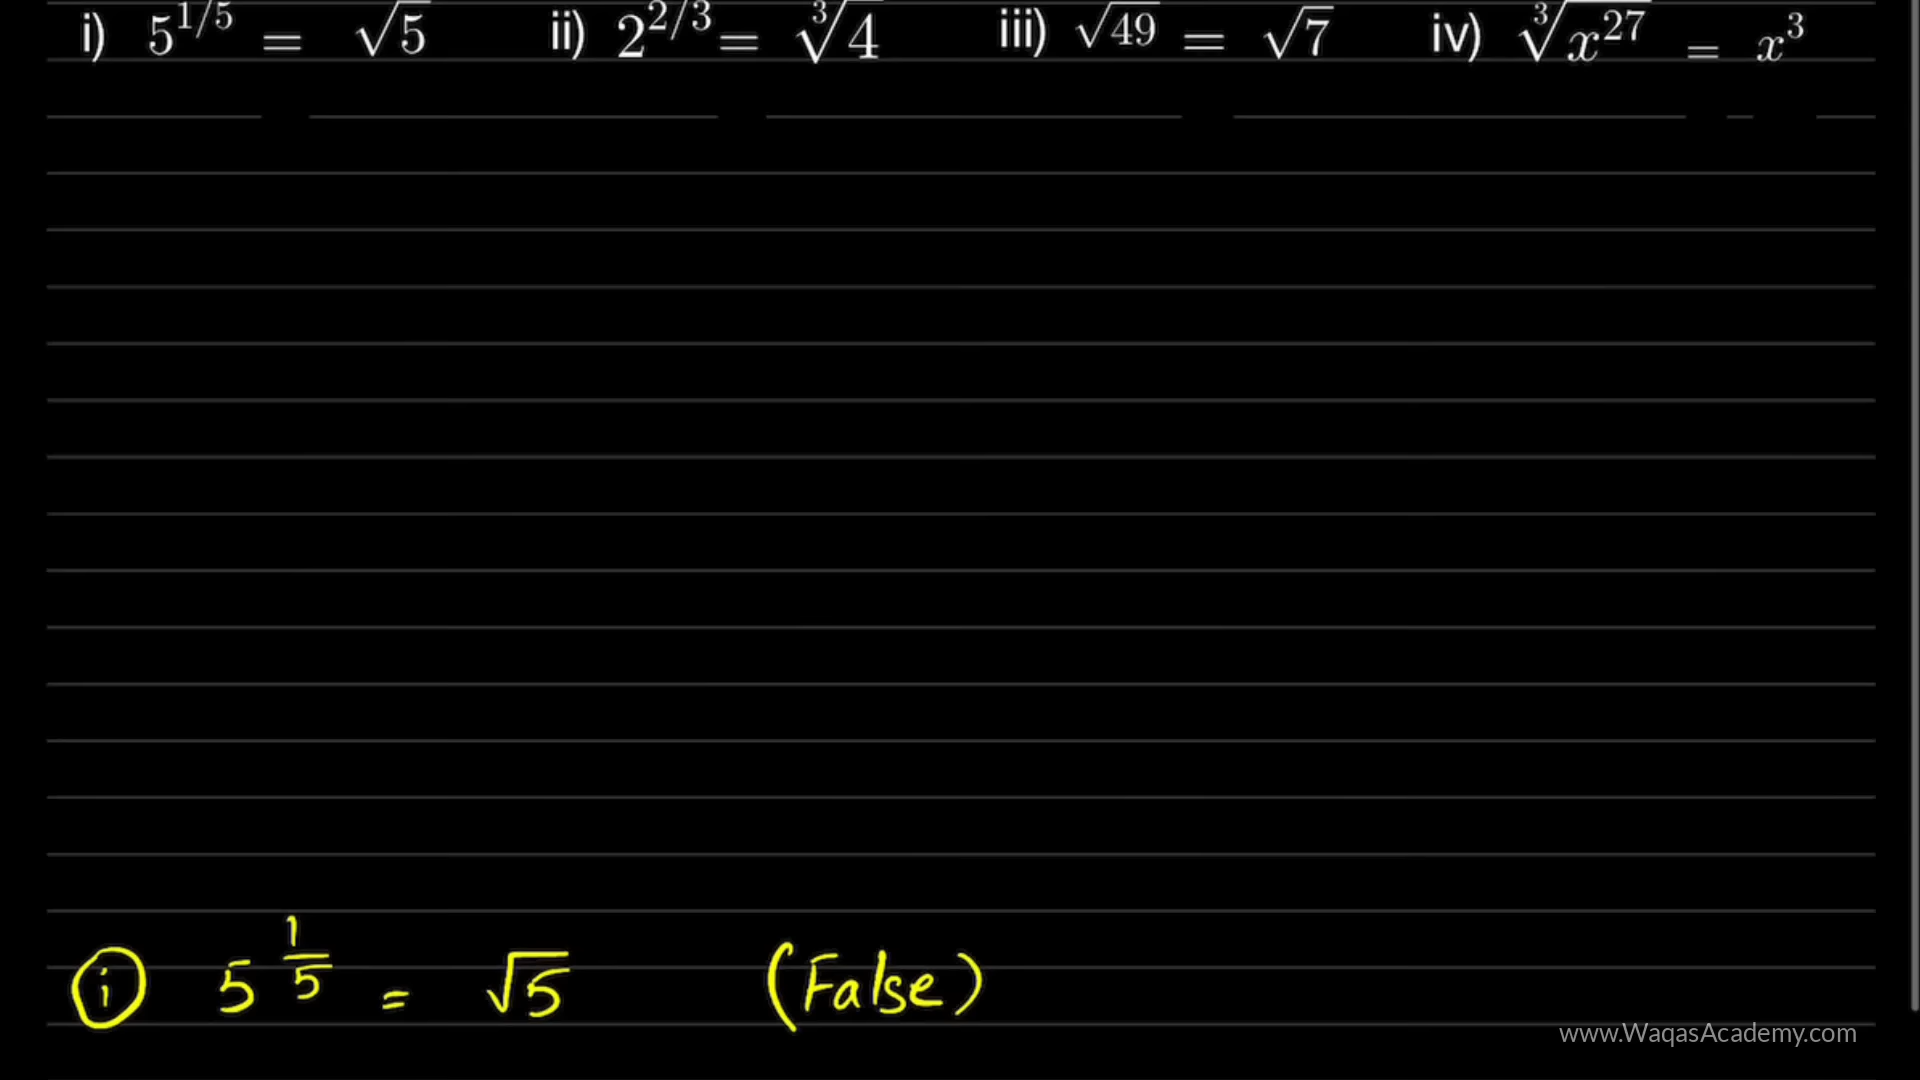 i) 5^{1/5} = √5 ii) 2^{2/3} = ∛4 iii) √49 = √7 iv) ∛x^{27} = x^3
i 5^{1/5} = √5 (False)
www.WaqasAcademy.com